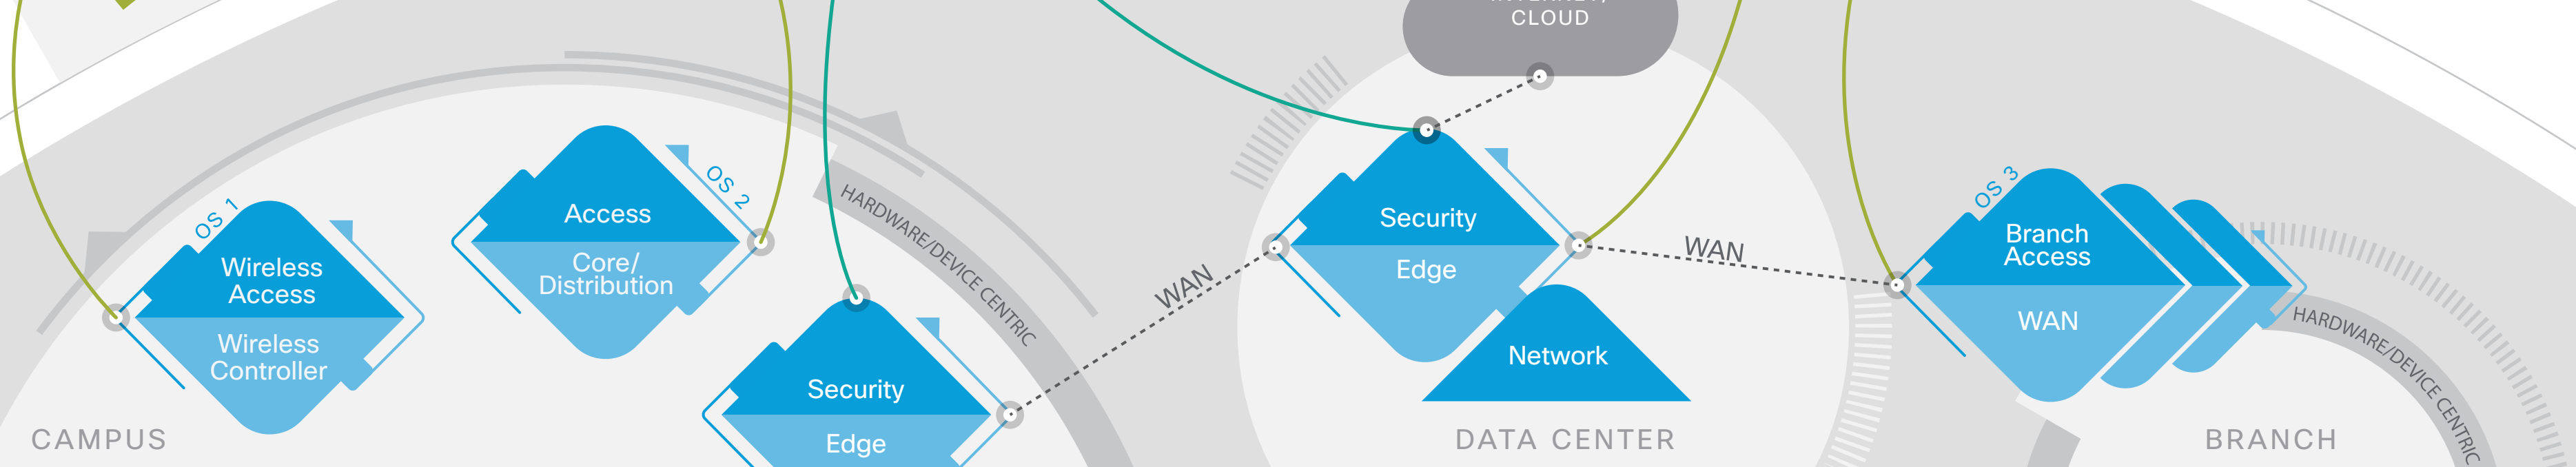 INTERNET/
CLOUD
OS 1
Wireless
Access
Wireless
Controller
OS 2
Access
Core/
Distribution
HARDWARE/DEVICE CENTRIC
Security
Edge
WAN
Security
Edge
Network
WAN
OS 3
Branch
Access
WAN
HARDWARE/DEVICE CENTRIC
CAMPUS
DATA CENTER
BRANCH